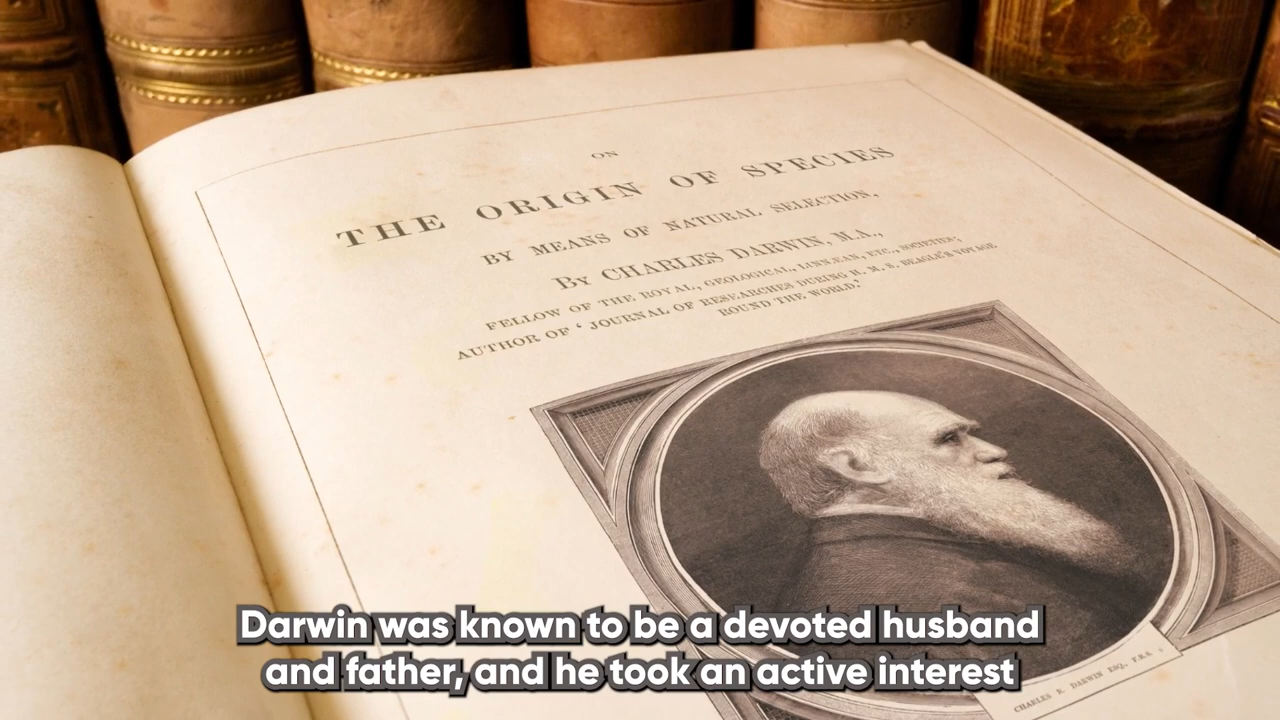 ON
THE ORIGIN OF SPECIES
BY MEANS OF NATURAL SELECTION,
BY CHARLES DARWIN, M.A.,
FELLOW OF THE ROYAL, GEOLOGICAL, LINNÆAN, ETC., SOCIETIES;
AUTHOR OF ‘ JOURNAL OF RESEARCHES DURING H. M. S. BEAGLE'S VOYAGE
ROUND THE WORLD.’
CHARLES R. DARWIN ESQ., F.R.S.
Darwin was known to be a devoted husband
and father, and he took an active interest